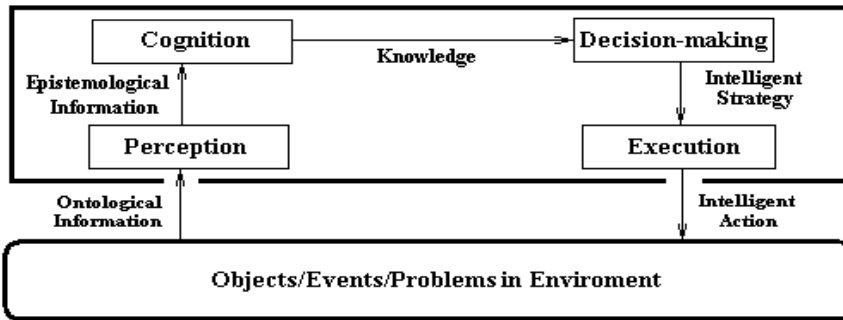 Cognition
Decision-making
Knowledge
Epistemological
Information
Intelligent
Strategy
Perception
Execution
Ontological
Information
Intelligent
Action
Objects/Events/Problems in Enviroment